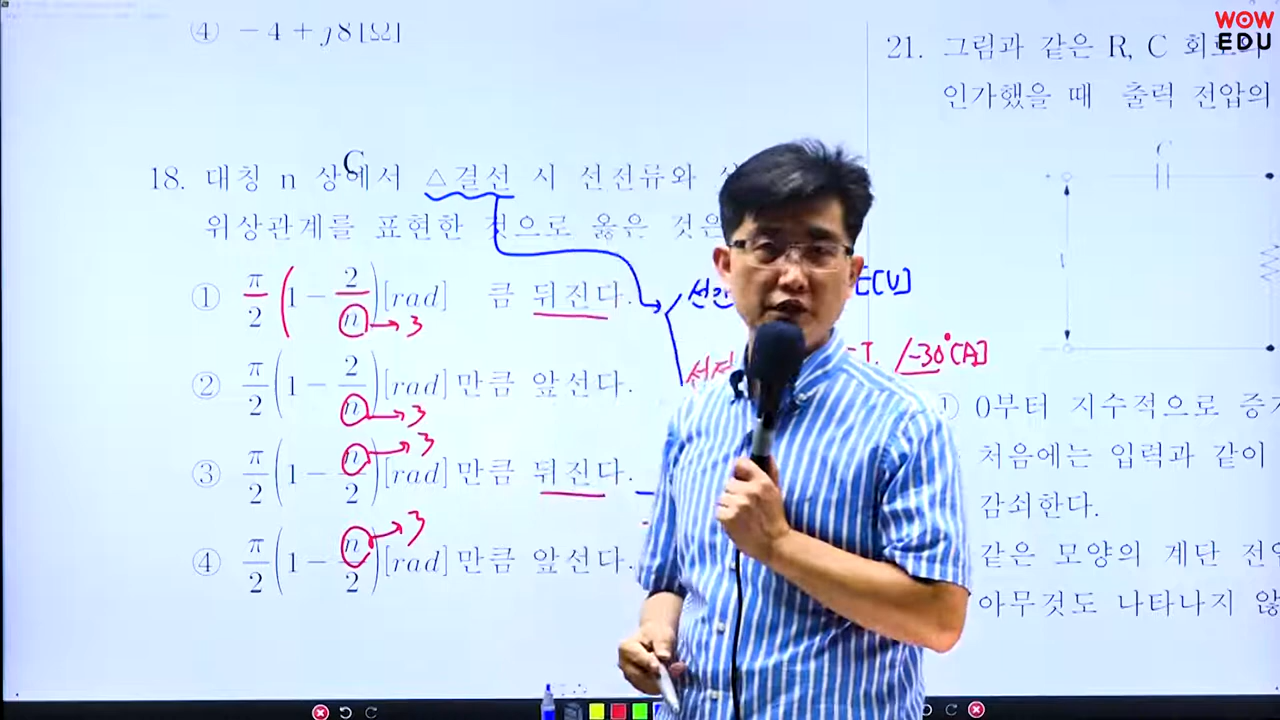 WOW
EDU
④ -4+j8[Ω]
18. 대칭 n 상에서 △결선 시 선전류와
위상관계를 표현한 것으로 옳은 것은
C
① π/2(1-2/n)[rad] 큼 뒤진다.
→3
② π/2(1-2/n)[rad]만큼 앞선다.
→3
③ π/2(1-n/2)[rad]만큼 뒤진다.
→3
④ π/2(1-n/2)[rad]만큼 앞선다.
→3
E[V]
/-30°[A]
21. 그림과 같은 R, C 회로의
인가했을 때 출력 전압의
C
0부터 지수적으로
처음에는 입력과 같이
감쇠한다.
같은 모양의 계단
아무것도 나타나지